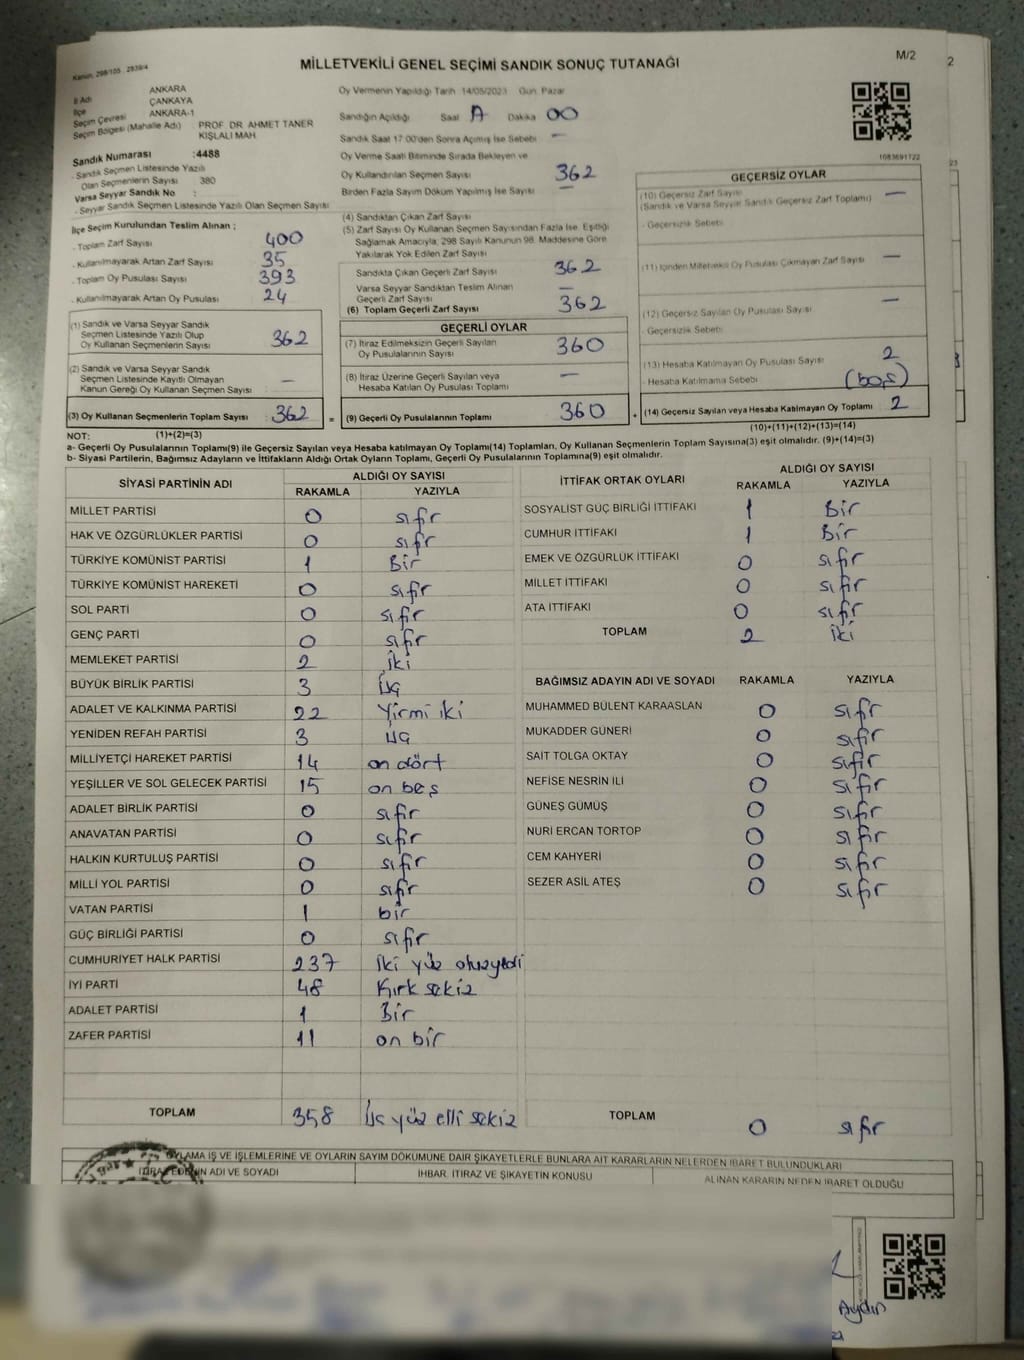 Kanun: 298/105 , 2839/4
MİLLETVEKİLİ GENEL SEÇİMİ SANDIK SONUÇ TUTANAĞI
M/2
2
İl Adı ANKARA
İlçe ÇANKAYA
Seçim Çevresi ANKARA-1
Seçim Bölgesi (Mahalle Adı) : PROF DR AHMET TANER KIŞLALI MAH.
Sandık Numarası :4488
- Sandık Seçmen Listesinde Yazılı Olan Seçmenlerin Sayısı 380
Varsa Seyyar Sandık No :
- Seyyar Sandık Seçmen Listesinde Yazılı Olan Seçmen Sayısı
İlçe Seçim Kurulundan Teslim Alınan ;
- Toplam Zarf Sayısı 400
- Kullanılmayarak Artan Zarf Sayısı 35
- Toplam Oy Pusulası Sayısı 393
- Kullanılmayarak Artan Oy Pusulası 24
Oy Vermenin Yapıldığı Tarih 14/05/2023 Gün: Pazar
Sandığın Açıldığı Saat Dakika 00
Sandık Saat 17:00'den Sonra Açılmış İse Sebebi —
Oy Verme Saati Bitiminde Sırada Bekleyen ve
Oy Kullandırılan Seçmen Sayısı 362
Birden Fazla Sayım Döküm Yapılmış İse Sayısı —
(4) Sandıktan Çıkan Zarf Sayısı
(5) Zarf Sayısı Oy Kullanan Seçmen Sayısından Fazla İse, Eşitliği
Sağlamak Amacıyla, 298 Sayılı Kanunun 98. Maddesine Göre
Yakılarak Yok Edilen Zarf Sayısı
Sandıkta Çıkan Geçerli Zarf Sayısı 362
Varsa Seyyar Sandıktan Teslim Alınan
Geçerli Zarf Sayısı —
(6) Toplam Geçerli Zarf Sayısı 362
1083691722
GEÇERSİZ OYLAR
(10) Geçersiz Zarf Sayısı —
(Sandık ve Varsa Seyyar Sandık Geçersiz Zarf Toplamı)
- Geçersizlik Sebebi
(11) İçinden Milletvekili Oy Pusulası Çıkmayan Zarf Sayısı —
(12) Geçersiz Sayılan Oy Pusulası Sayısı —
- Geçersizlik Sebebi
(13) Hesaba Katılmayan Oy Pusulası Sayısı 2
- Hesaba Katılmama Sebebi (boş)
(14) Geçersiz Sayılan veya Hesaba Katılmayan Oy Toplamı 2
(10)+(11)+(12)+(13)=(14)
(1) Sandık ve Varsa Seyyar Sandık
Seçmen Listesinde Yazılı Olup
Oy Kullanan Seçmenlerin Sayısı 362
(2) Sandık ve Varsa Seyyar Sandık
Seçmen Listesinde Kayıtlı Olmayan
Kanun Gereği Oy Kullanan Seçmen Sayısı —
(3) Oy Kullanan Seçmenlerin Toplam Sayısı : 362 =
GEÇERLİ OYLAR
(7) İtiraz Edilmeksizin Geçerli Sayılan
Oy Pusulalarının Sayısı 360
(8) İtiraz Üzerine Geçerli Sayılan veya
Hesaba Katılan Oy Pusulası Toplamı —
(9) Geçerli Oy Pusulalarının Toplamı 360 +
NOT: (1)+(2)=(3)
a- Geçerli Oy Pusulalarının Toplamı(9) ile Geçersiz Sayılan veya Hesaba katılmayan Oy Toplamı(14) Toplamları, Oy Kullanan Seçmenlerin Toplam Sayısına(3) eşit olmalıdır. (9)+(14)=(3)
b- Siyasi Partilerin, Bağımsız Adayların ve İttifakların Aldığı Ortak Oyların Toplamı, Geçerli Oy Pusulalarının Toplamına(9) eşit olmalıdır.
SİYASİ PARTİNİN ADI ALDIĞI OY SAYISI
RAKAMLA YAZIYLA
MİLLET PARTİSİ 0 sıfır
HAK VE ÖZGÜRLÜKLER PARTİSİ 0 sıfır
TÜRKİYE KOMÜNİST PARTİSİ 1 Bir
TÜRKİYE KOMÜNİST HAREKETİ 0 sıfır
SOL PARTİ 0 sıfır
GENÇ PARTİ 0 sıfır
MEMLEKET PARTİSİ 2 iki
BÜYÜK BİRLİK PARTİSİ 3 üç
ADALET VE KALKINMA PARTİSİ 22 Yirmi iki
YENİDEN REFAH PARTİSİ 3 üç
MİLLİYETÇİ HAREKET PARTİSİ 14 on dört
YEŞİLLER VE SOL GELECEK PARTİSİ 15 on beş
ADALET BİRLİK PARTİSİ 0 sıfır
ANAVATAN PARTİSİ 0 sıfır
HALKIN KURTULUŞ PARTİSİ 0 sıfır
MİLLİ YOL PARTİSİ 0 sıfır
VATAN PARTİSİ 1 bir
GÜÇ BİRLİĞİ PARTİSİ 0 sıfır
CUMHURİYET HALK PARTİSİ 237 iki yüz otuzyedi
İYİ PARTİ 48 Kırk sekiz
ADALET PARTİSİ 1 Bir
ZAFER PARTİSİ 11 on bir
TOPLAM 358 üç yüz elli sekiz
İTTİFAK ORTAK OYLARI ALDIĞI OY SAYISI
RAKAMLA YAZIYLA
SOSYALİST GÜÇ BİRLİĞİ İTTİFAKI 1 Bir
CUMHUR İTTİFAKI 1 Bir
EMEK VE ÖZGÜRLÜK İTTİFAKI 0 sıfır
MİLLET İTTİFAKI 0 sıfır
ATA İTTİFAKI 0 sıfır
TOPLAM 2 iki
BAĞIMSIZ ADAYIN ADI VE SOYADI RAKAMLA YAZIYLA
MUHAMMED BÜLENT KARAASLAN 0 sıfır
MUKADDER GÜNERİ 0 sıfır
SAİT TOLGA OKTAY 0 sıfır
NEFİSE NESRİN İLİ 0 sıfır
GÜNEŞ GÜMÜŞ 0 sıfır
NURİ ERCAN TORTOP 0 sıfır
CEM KAHYERİ 0 sıfır
SEZER ASİL ATEŞ 0 sıfır
TOPLAM 0 sıfır
OYLAMA İŞ VE İŞLEMLERİNE VE OYLARIN SAYIM DÖKÜMÜNE DAİR ŞİKAYETLERLE BUNLARA AİT KARARLARIN NELERDEN İBARET BULUNDUKLARI
İTİRAZ EDENİN ADI VE SOYADI İHBAR, İTİRAZ VE ŞİKAYETİN KONUSU ALINAN KARARIN NEDEN İBARET OLDUĞU
Aydın